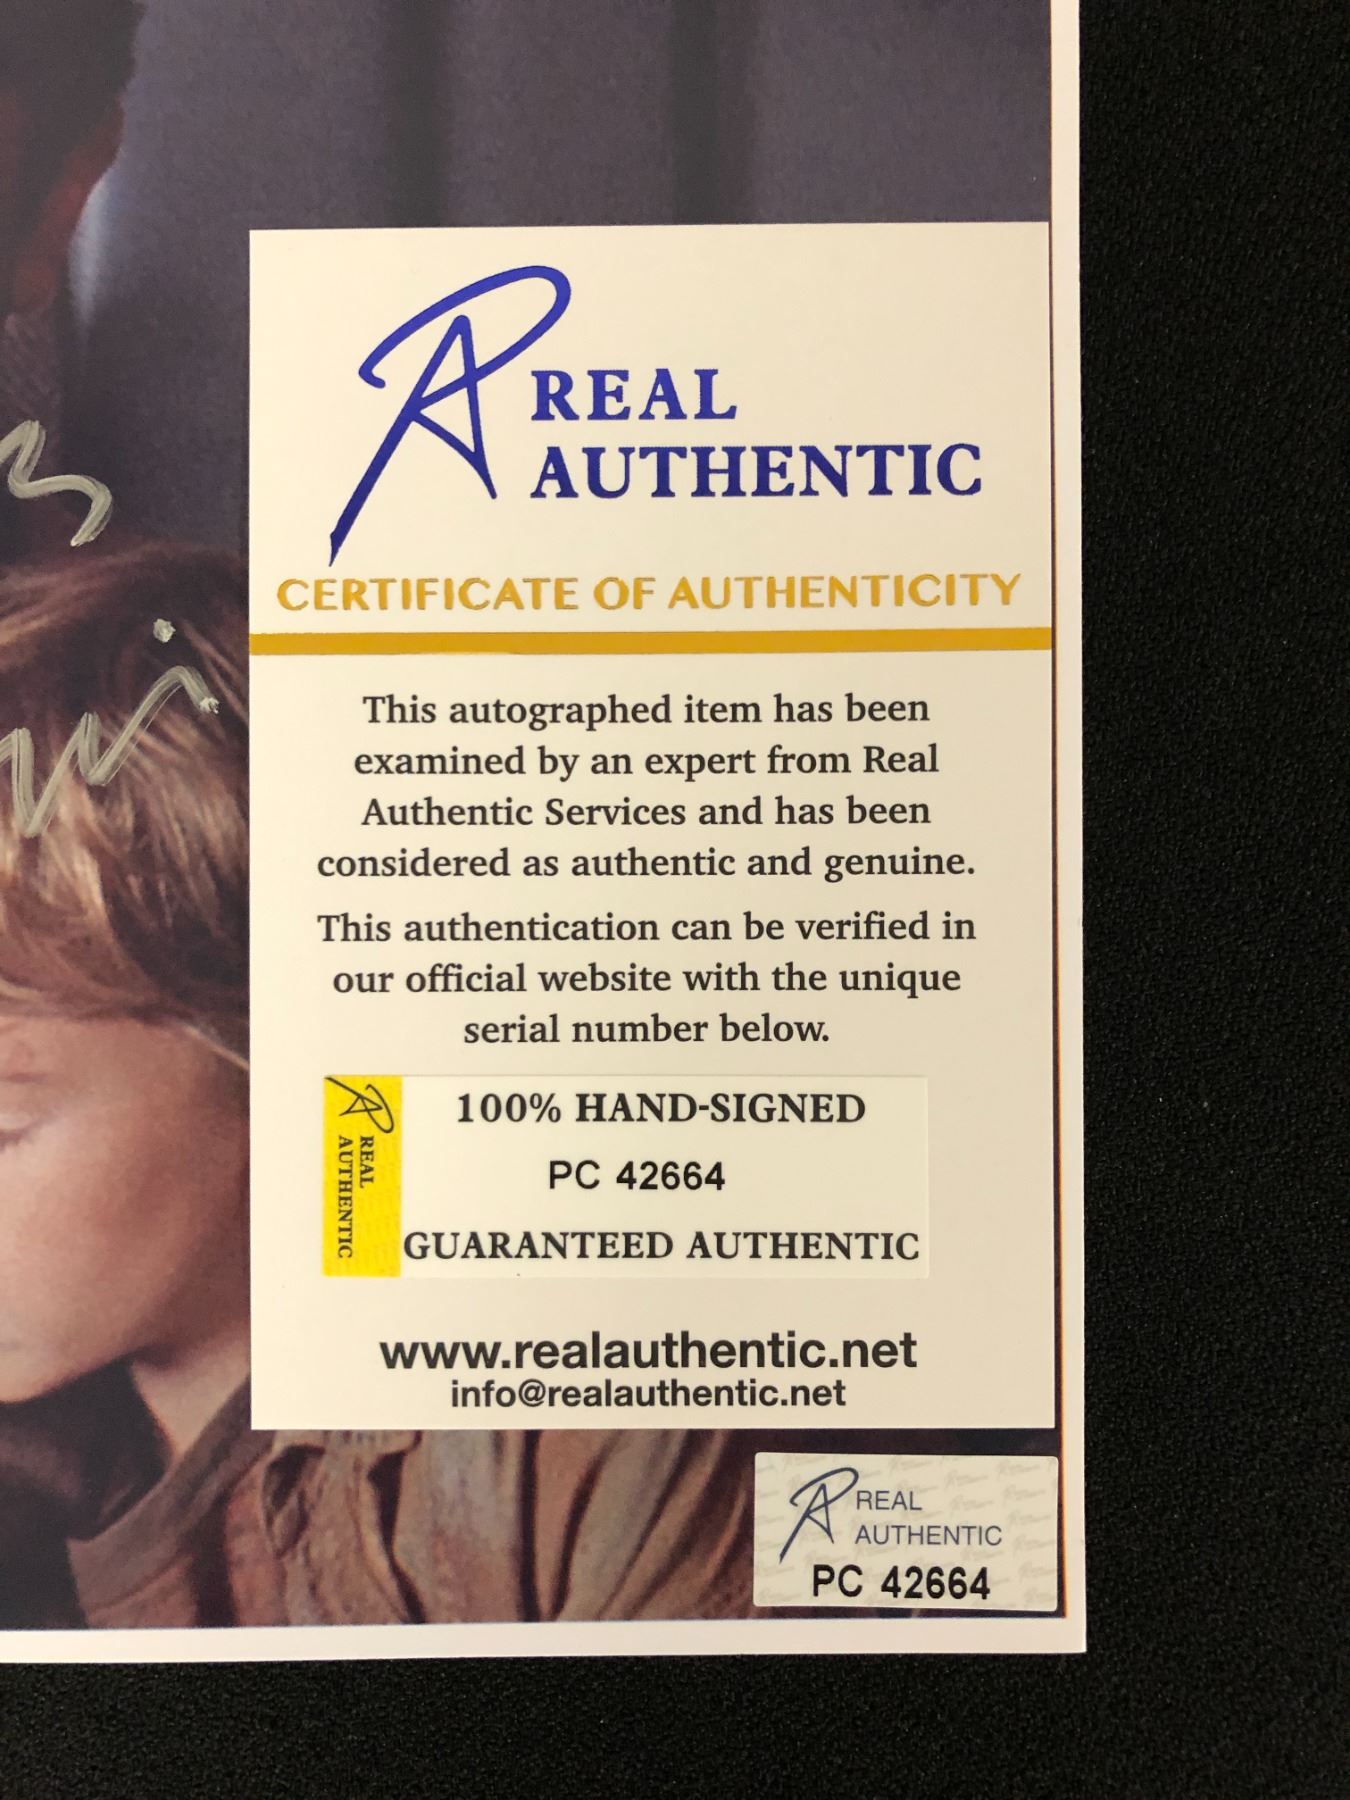 REAL
AUTHENTIC
CERTIFICATE OF AUTHENTICITY
This autographed item has been
examined by an expert from Real
Authentic Services and has been
considered as authentic and genuine.
This authentication can be verified in
our official website with the unique
serial number below.
REAL
AUTHENTIC
100% HAND-SIGNED
PC 42664
GUARANTEED AUTHENTIC
www.realauthentic.net
info@realauthentic.net
REAL
AUTHENTIC
PC 42664